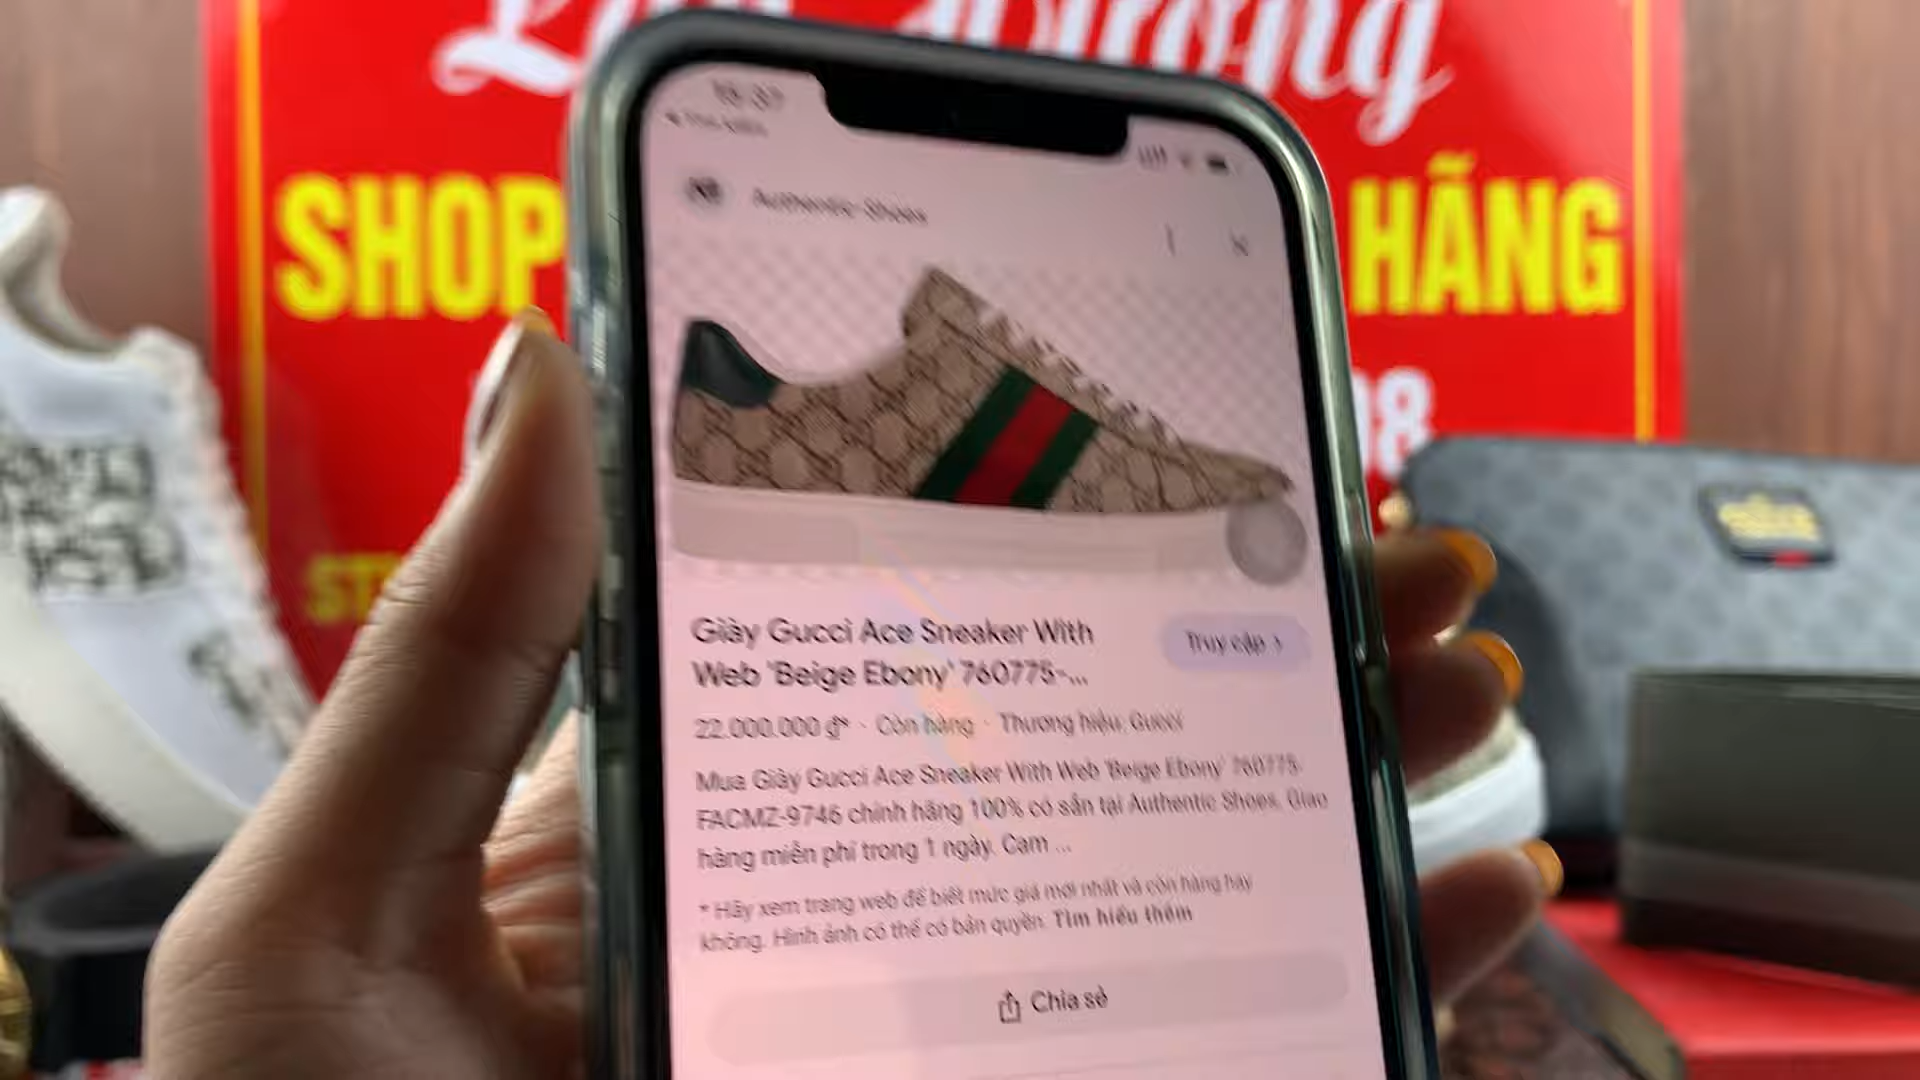 SHOP
HÃNG
98
15:37
Authentic Shoes
Giày Gucci Ace Sneaker With
Web 'Beige Ebony' 760775-...
Truy cập ›
22.000.000 ₫* · Còn hàng · Thương hiệu: Gucci
Mua Giày Gucci Ace Sneaker With Web 'Beige Ebony' 760775-
FACMZ-9746 chính hãng 100% có sẵn tại Authentic Shoes. Giao
hàng miễn phí trong 1 ngày. Cam ...
* Hãy xem trang web để biết mức giá mới nhất và còn hàng hay
không. Hình ảnh có thể có bản quyền. Tìm hiểu thêm
Chia sẻ